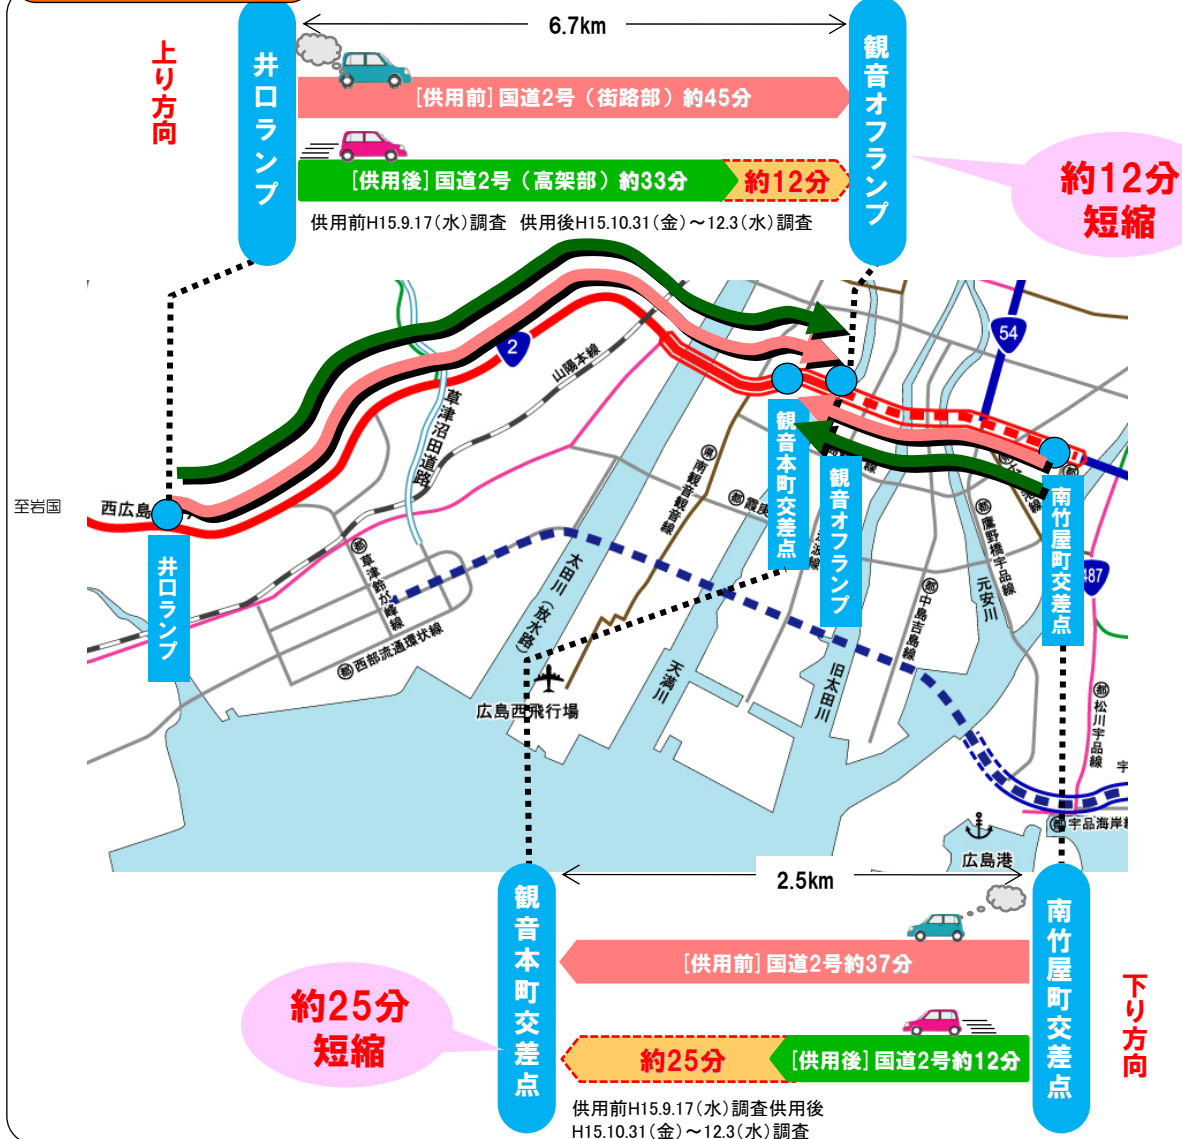 6.7km
上り方向
井口ランプ
観音オフランプ
[供用前]国道2号(街路部)約45分
[供用後]国道2号(高架部)約33分
約12分
約12分
短縮
供用前H15.9.17(水)調査 供用後H15.10.31(金)～12.3(水)調査
2
54
山陽本線
草津沼田道路
至岩国
西広島
井口ランプ
都 草津鈴が峰線
都 西部流通環状線
太田川(放水路)
県 南観音観音線
都 霞庚
観音本町交差点
観音オフランプ
南竹屋町交差点
487
都 鷹野橋宇品線
元安川
都 中島吉島線
旧太田川
天満川
広島西飛行場
都 松川宇品線
都 宇品海岸線
広島港
2.5km
観音本町交差点
南竹屋町交差点
下り方向
[供用前]国道2号約37分
[供用後]国道2号約12分
約25分
約25分
短縮
供用前H15.9.17(水)調査供用後
H15.10.31(金)～12.3(水)調査